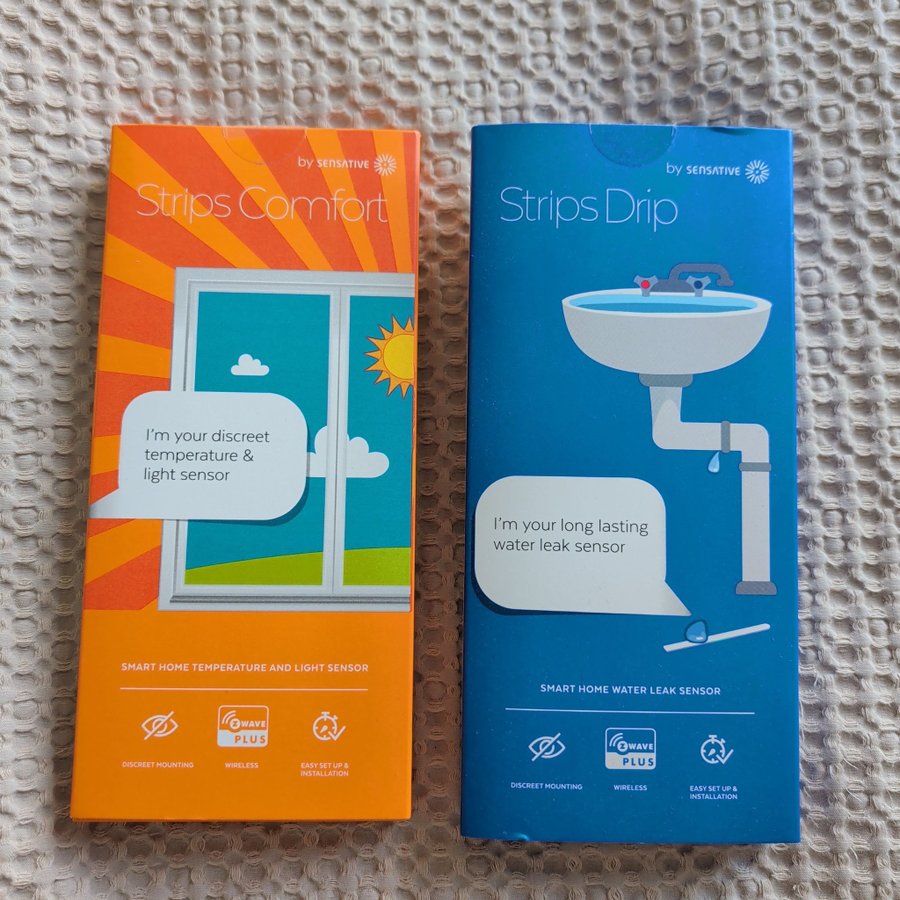 by SENSATIVE
Strips Comfort
I'm your discreet
temperature &
light sensor
SMART HOME TEMPERATURE AND LIGHT SENSOR
DISCREET MOUNTING
Z WAVE
PLUS
WIRELESS
EASY SET UP &
INSTALLATION
by SENSATIVE
Strips Drip
I'm your long lasting
water leak sensor
SMART HOME WATER LEAK SENSOR
DISCREET MOUNTING
Z WAVE
PLUS
WIRELESS
EASY SET UP &
INSTALLATION